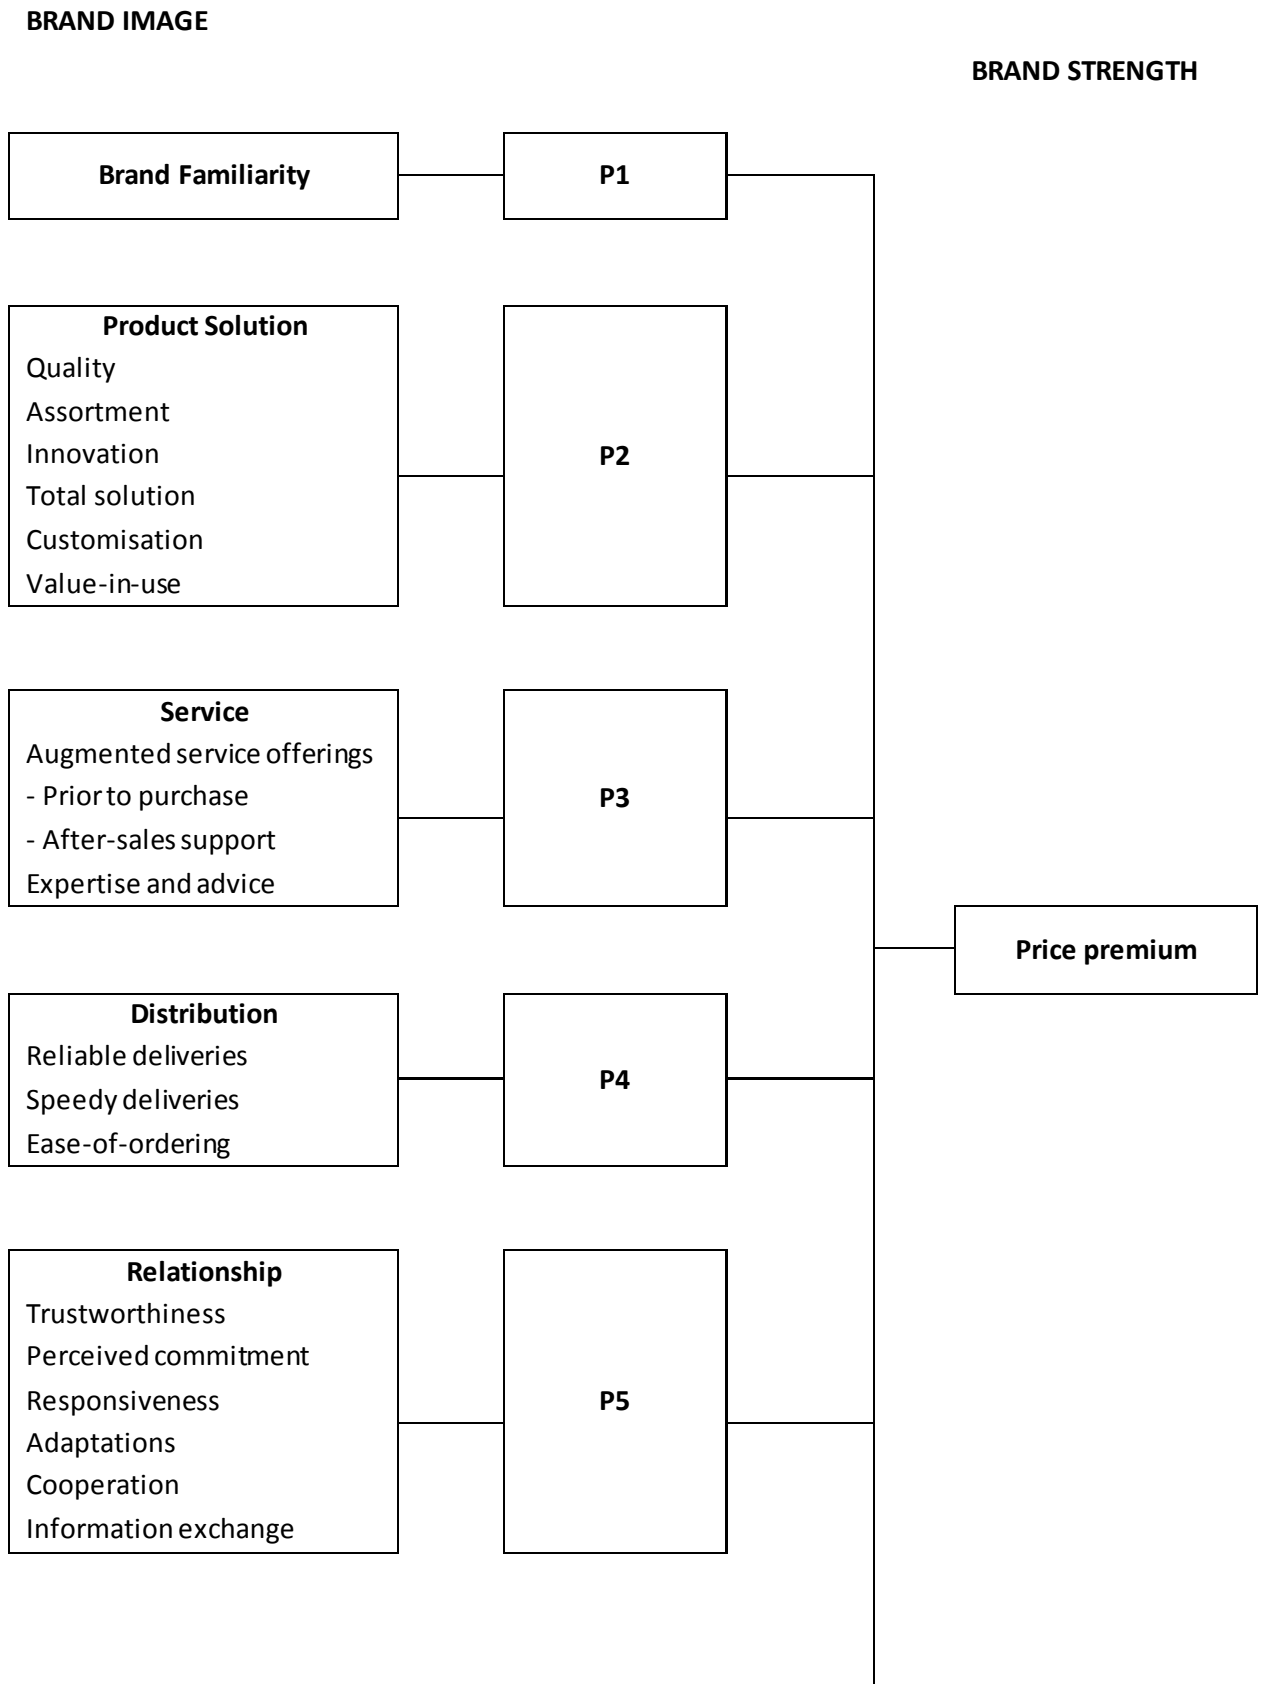 BRAND IMAGE
BRAND STRENGTH
Brand Familiarity
P1
Product Solution
Quality
Assortment
Innovation
Total solution
Customisation
Value-in-use
P2
Service
Augmented service offerings
- Prior to purchase
- After-sales support
Expertise and advice
P3
Price premium
Distribution
Reliable deliveries
Speedy deliveries
Ease-of-ordering
P4
Relationship
Trustworthiness
Perceived commitment
Responsiveness
Adaptations
Cooperation
Information exchange
P5